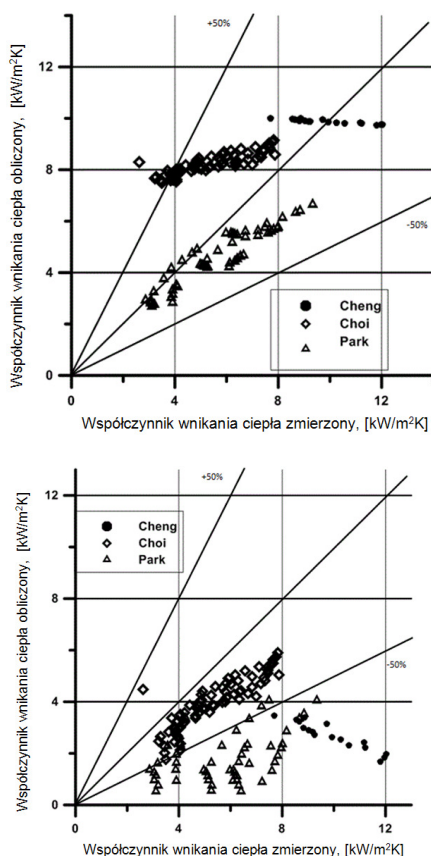 Współczynnik wnikania ciepła obliczony, [kW/m²K]
12
8
4
0
+50%
-50%
Cheng
Choi
Park
0
4
8
12
Współczynnik wnikania ciepła zmierzony, [kW/m²K]
Współczynnik wnikania ciepła obliczony, [kW/m²K]
12
8
4
0
+50%
Cheng
Choi
Park
-50%
0
4
8
12
Współczynnik wnikania ciepła zmierzony, [kW/m²K]